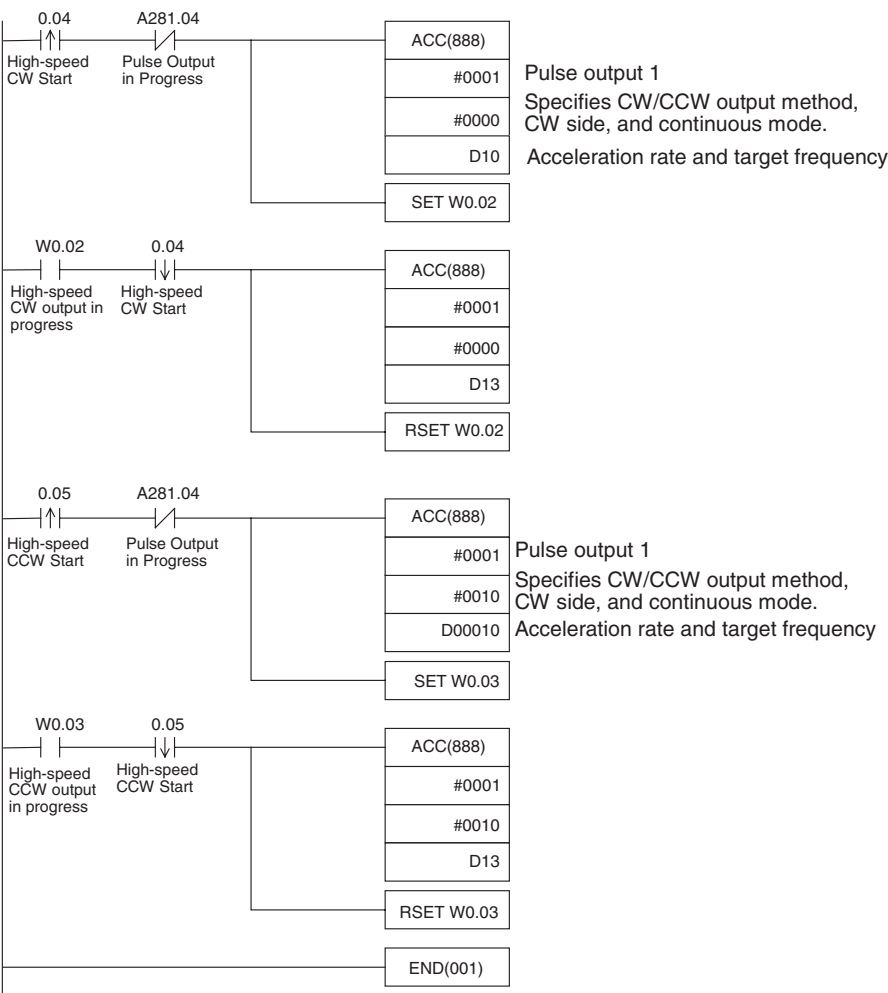 0.04
A281.04
High-speed
CW Start
Pulse Output
in Progress
ACC(888)
#0001
Pulse output 1
#0000
Specifies CW/CCW output method,
CW side, and continuous mode.
D10
Acceleration rate and target frequency
SET W0.02
W0.02
0.04
High-speed
CW output in
progress
High-speed
CW Start
ACC(888)
#0001
#0000
D13
RSET W0.02
0.05
A281.04
High-speed
CCW Start
Pulse Output
in Progress
ACC(888)
#0001
Pulse output 1
#0010
Specifies CW/CCW output method,
CW side, and continuous mode.
D00010
Acceleration rate and target frequency
SET W0.03
W0.03
0.05
High-speed
CCW output
in progress
High-speed
CCW Start
ACC(888)
#0001
#0010
D13
RSET W0.03
END(001)